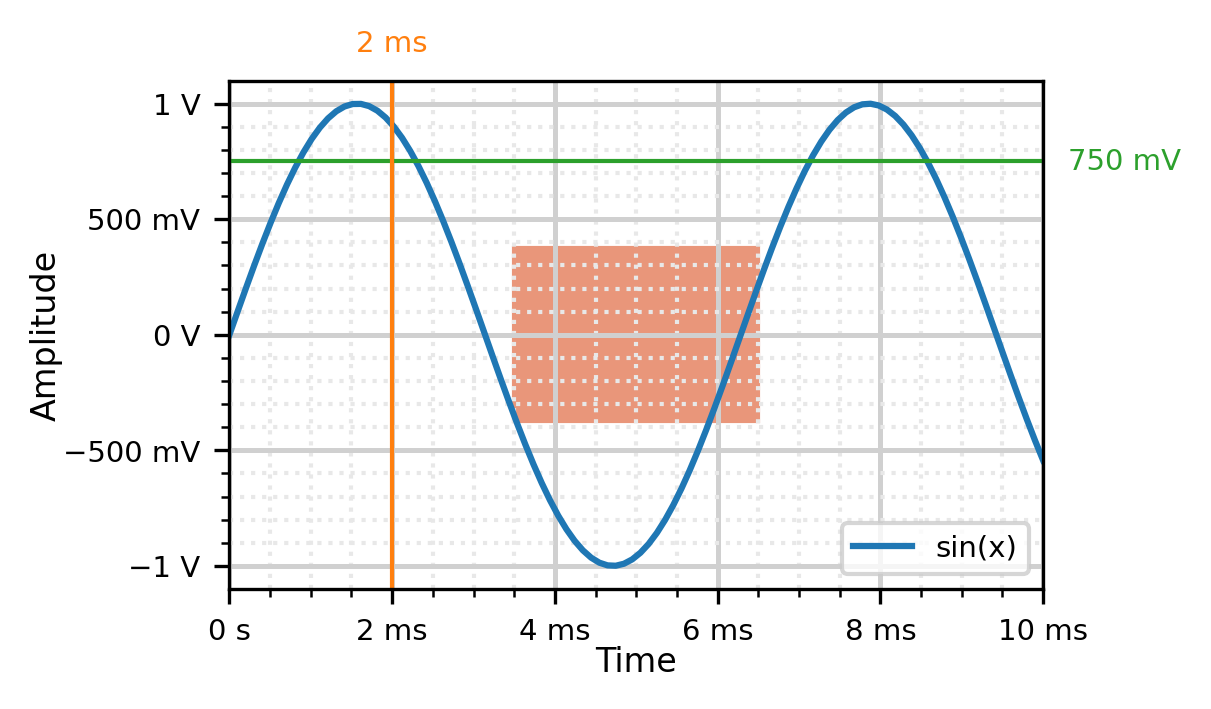 2 ms
1 V
750 mV
500 mV
Amplitude
0 V
−500 mV
−1 V
sin(x)
0 s 2 ms 4 ms 6 ms 8 ms 10 ms
Time